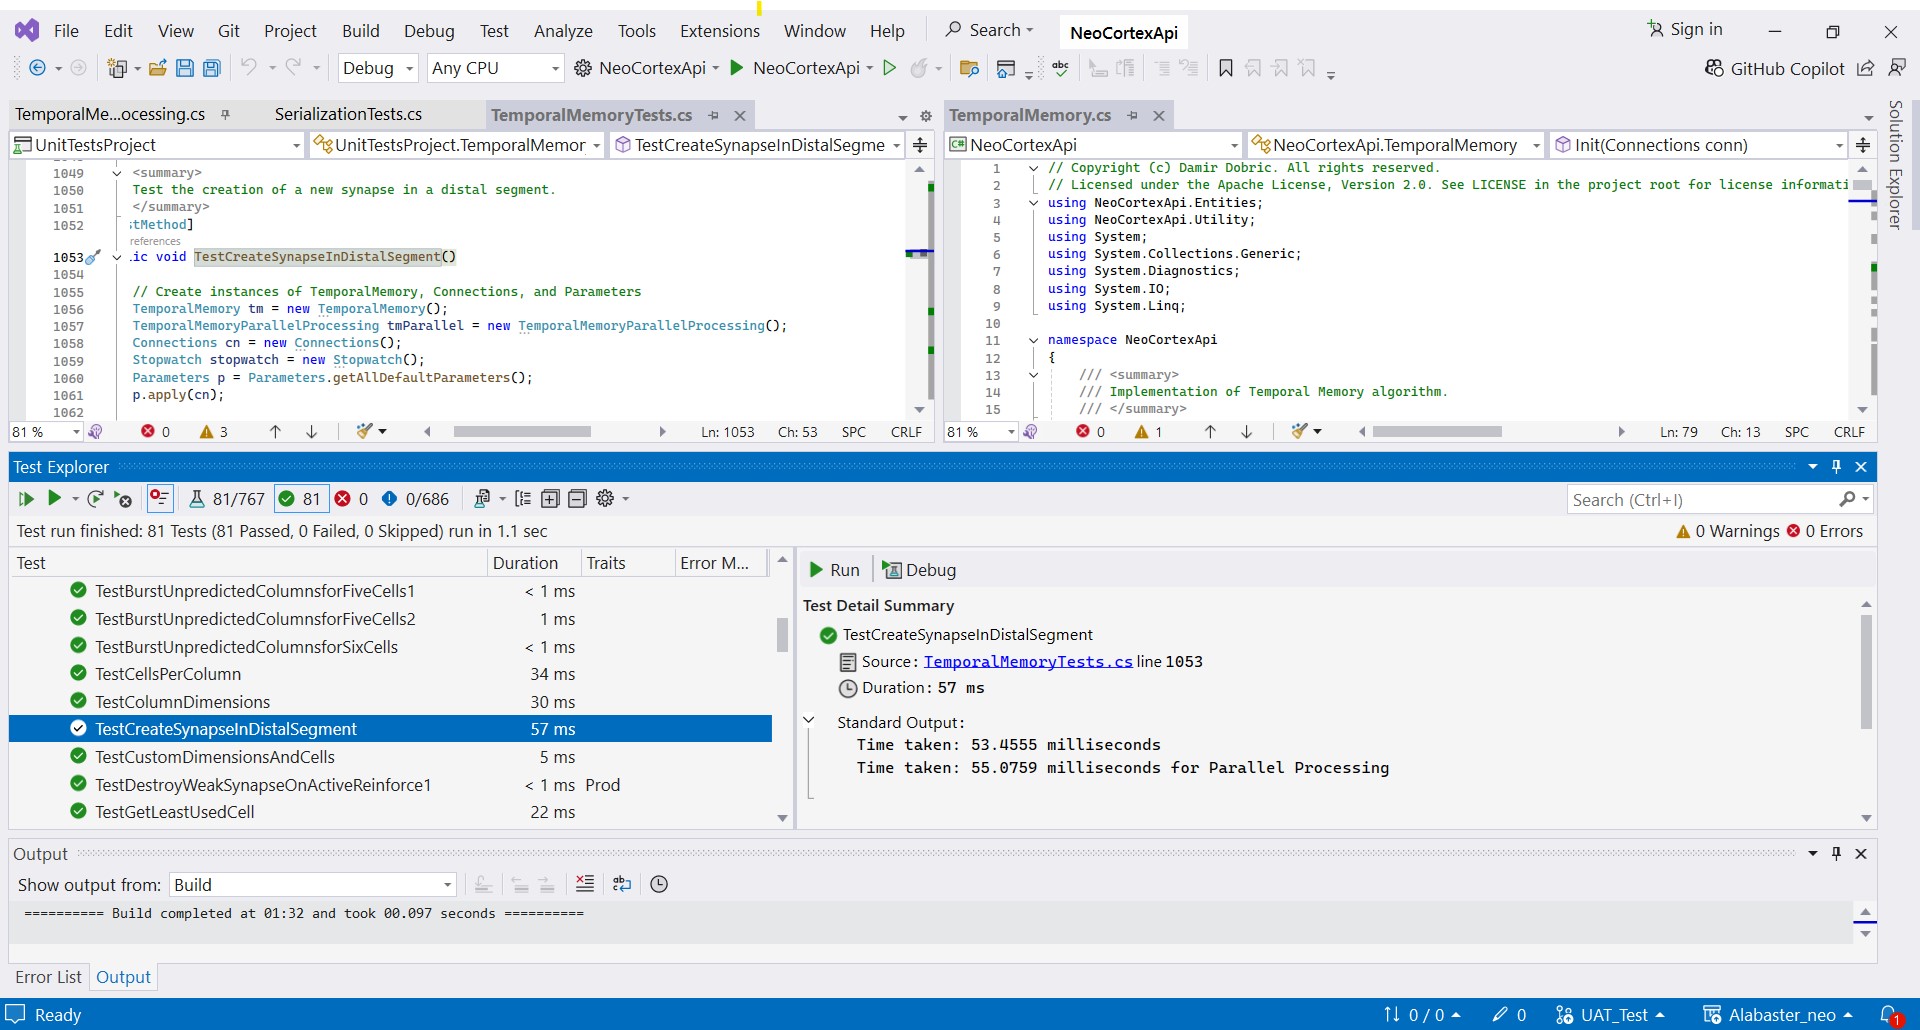 File Edit View Git Project Build Debug Test Analyze Tools Extensions Window Help Search NeoCortexApi Sign in
Debug Any CPU NeoCortexApi NeoCortexApi GitHub Copilot
TemporalMe...ocessing.cs SerializationTests.cs TemporalMemoryTests.cs
UnitTestsProject UnitTestsProject.TemporalMemor TestCreateSynapseInDistalSegme
1049 <summary>
1050 Test the creation of a new synapse in a distal segment.
1051 </summary>
1052 stMethod]
references
1053 lic void TestCreateSynapseInDistalSegment()
1054
1055 // Create instances of TemporalMemory, Connections, and Parameters
1056 TemporalMemory tm = new TemporalMemory();
1057 TemporalMemoryParallelProcessing tmParallel = new TemporalMemoryParallelProcessing();
1058 Connections cn = new Connections();
1059 Stopwatch stopwatch = new Stopwatch();
1060 Parameters p = Parameters.getAllDefaultParameters();
1061 p.apply(cn);
1062
81 % 0 3 Ln: 1053 Ch: 53 SPC CRLF
TemporalMemory.cs
NeoCortexApi NeoCortexApi.TemporalMemory Init(Connections conn)
1 // Copyright (c) Damir Dobric. All rights reserved.
2 // Licensed under the Apache License, Version 2.0. See LICENSE in the project root for license informati
3 using NeoCortexApi.Entities;
4 using NeoCortexApi.Utility;
5 using System;
6 using System.Collections.Generic;
7 using System.Diagnostics;
8 using System.IO;
9 using System.Linq;
10
11 namespace NeoCortexApi
12 {
13 /// <summary>
14 /// Implementation of Temporal Memory algorithm.
15 /// </summary>
81 % 0 1 Ln: 79 Ch: 13 SPC CRLF
Solution Explorer
Test Explorer
81/767 81 0 0/686 Search (Ctrl+I)
Test run finished: 81 Tests (81 Passed, 0 Failed, 0 Skipped) run in 1.1 sec 0 Warnings 0 Errors
Test Duration Traits Error M...
TestBurstUnpredictedColumnsforFiveCells1 < 1 ms
TestBurstUnpredictedColumnsforFiveCells2 1 ms
TestBurstUnpredictedColumnsforSixCells < 1 ms
TestCellsPerColumn 34 ms
TestColumnDimensions 30 ms
TestCreateSynapseInDistalSegment 57 ms
TestCustomDimensionsAndCells 5 ms
TestDestroyWeakSynapseOnActiveReinforce1 < 1 ms Prod
TestGetLeastUsedCell 22 ms
Run Debug
Test Detail Summary
TestCreateSynapseInDistalSegment
Source: TemporalMemoryTests.cs line 1053
Duration: 57 ms
Standard Output:
Time taken: 53.4555 milliseconds
Time taken: 55.0759 milliseconds for Parallel Processing
Output
Show output from: Build
========== Build completed at 01:32 and took 00.097 seconds ==========
Error List Output
Ready 0 / 0 0 UAT_Test Alabaster_neo 1